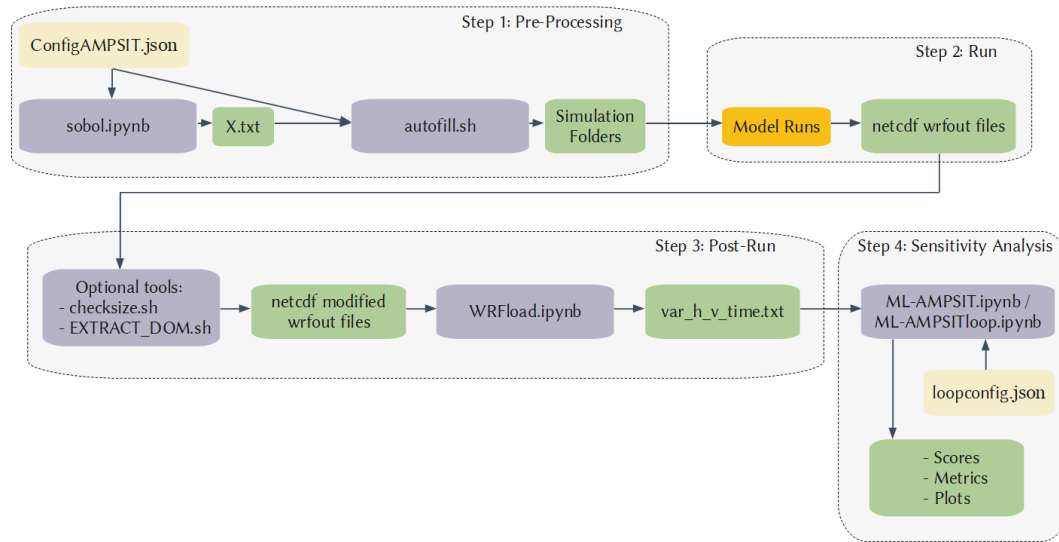 Step 1: Pre-Processing
ConfigAMPSIT.json
sobol.ipynb
X.txt
autofill.sh
Simulation
Folders
Step 2: Run
Model Runs
netcdf wrfout files
Step 3: Post-Run
Optional tools:
- checksize.sh
- EXTRACT_DOM.sh
netcdf modified
wrfout files
WRFload.ipynb
var_h_v_time.txt
Step 4: Sensitivity Analysis
ML-AMPSIT.ipynb /
ML-AMPSITloop.ipynb
loopconfig.json
- Scores
- Metrics
- Plots